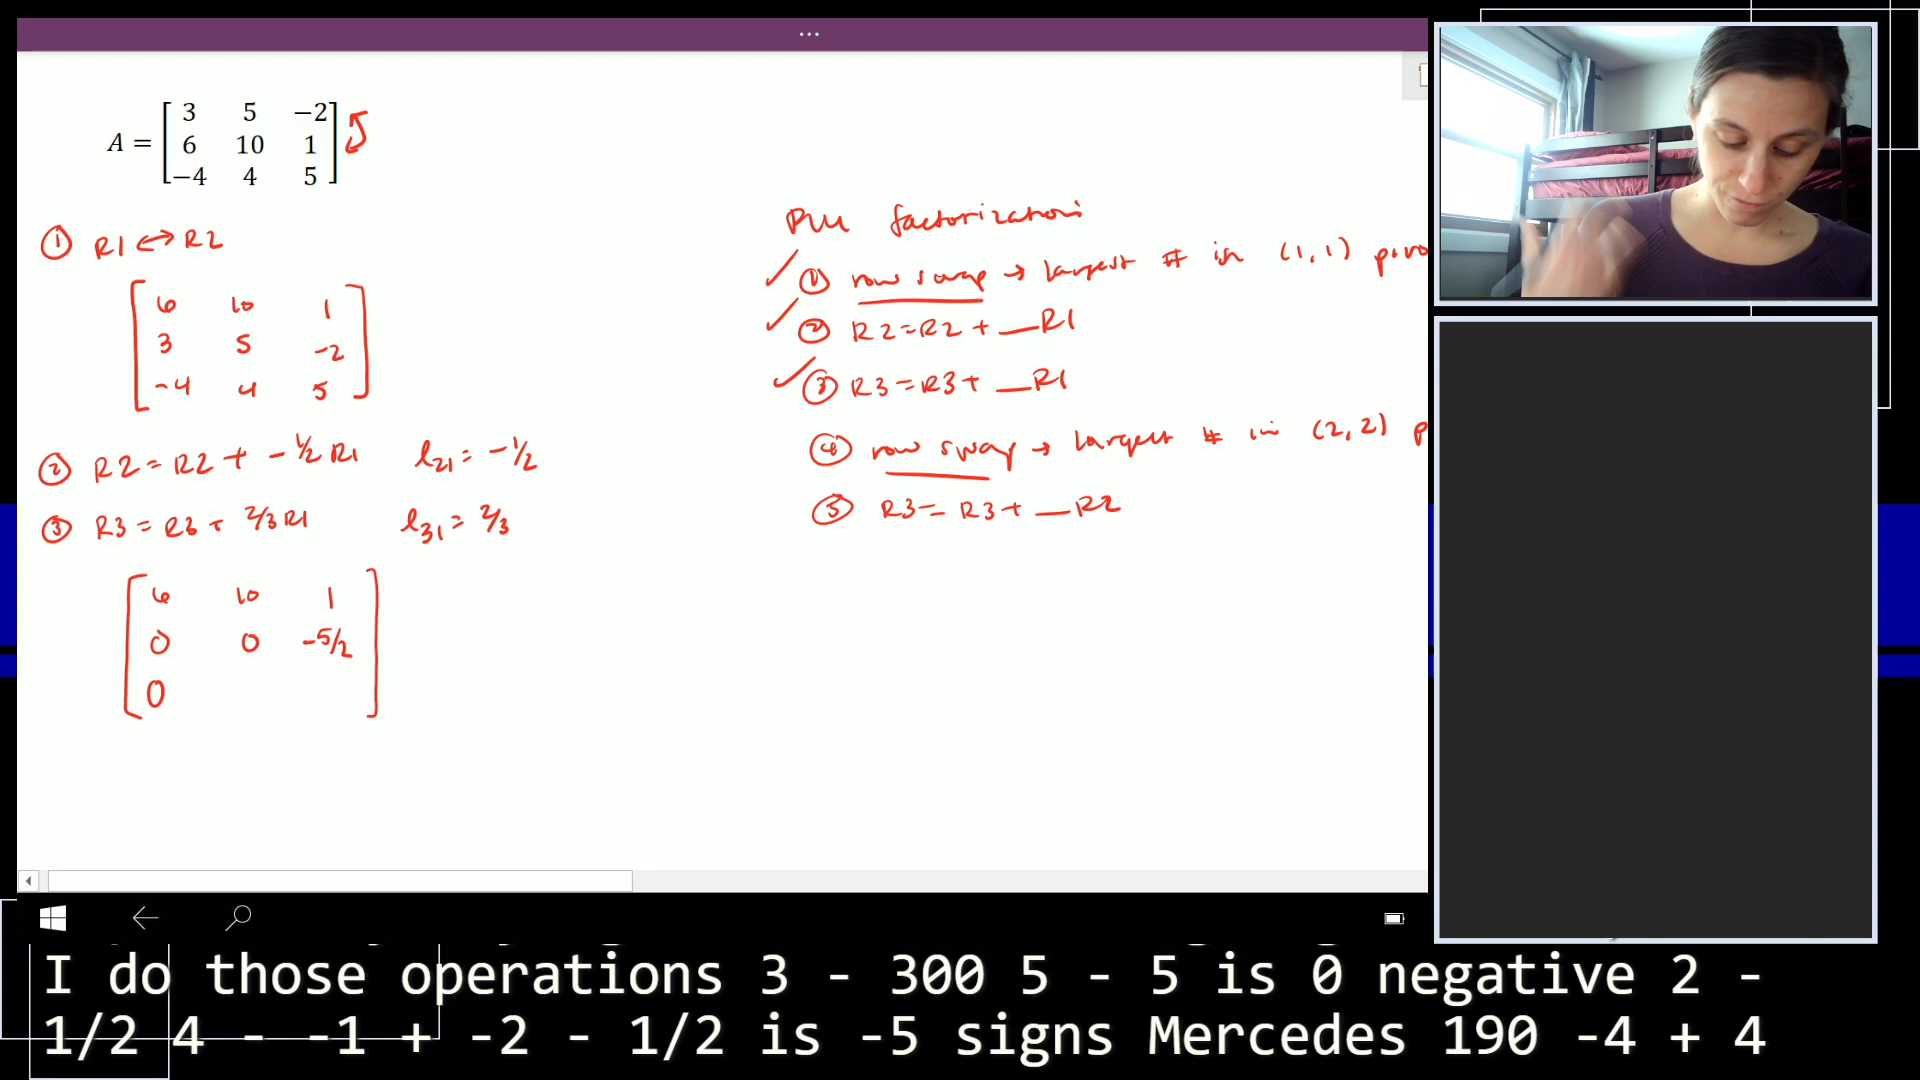 ...
A = [ 3 5 −2
6 10 1
−4 4 5 ]
① R1 ↔ R2
[ 6 10 1
3 5 -2
-4 4 5 ]
② R2 = R2 + -1/2 R1 l21 = -1/2
③ R3 = R3 + 2/3 R1 l31 = 2/3
[ 6 10 1
0 0 -5/2
0 ]
PLU factorization
✓ ① row swap → largest # in (1,1) pivo
✓ ② R2 = R2 + __R1
✓ ③ R3 = R3 + __R1
④ row swap → largest # in (2,2) p
⑤ R3 = R3 + __R2
I do those operations 3 - 300 5 - 5 is 0 negative 2 -
1/2 4 - -1 + -2 - 1/2 is -5 signs Mercedes 190 -4 + 4